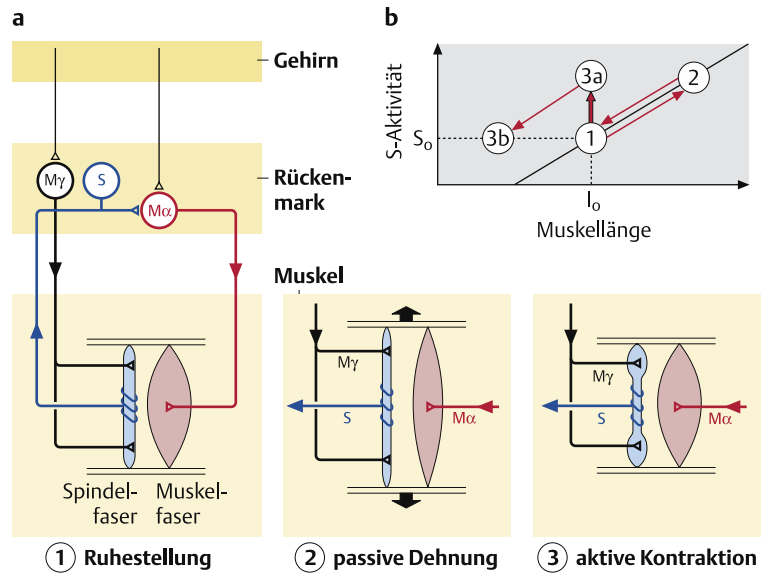 a
Gehirn
Mγ
S
Mα
Rücken-
mark
b
S-Aktivität
3a
2
S₀
3b
1
l₀
Muskellänge
Muskel
Spindel-
faser
Muskel-
faser
Mγ
S
Mα
Mγ
S
Mα
1 Ruhestellung
2 passive Dehnung
3 aktive Kontraktion